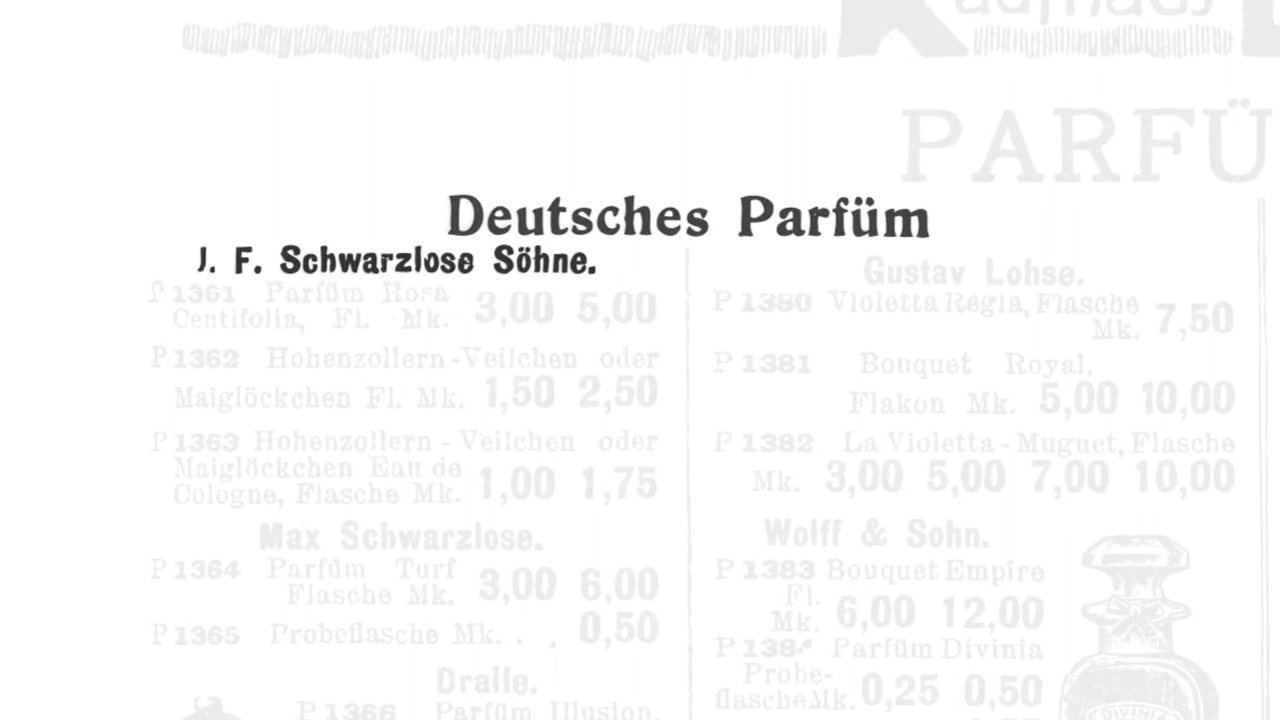 Kaufhaus
PARFÜ
Deutsches Parfüm
J. F. Schwarzlose Söhne.
P 1361 Parfüm Rosa
Centifolia, Fl. Mk. 3,00 5,00
P 1362 Hohenzollern-Veilchen oder
Maiglöckchen Fl. Mk. 1,50 2,50
P 1363 Hohenzollern - Veilchen oder
Maiglöckchen Eau de
Cologne, Flasche Mk. 1,00 1,75
Max Schwarzlose.
P 1364 Parfüm Turf
Flasche Mk. 3,00 6,00
P 1365 Probeflasche Mk. . . 0,50
Dralle.
P 1366 Parfüm Illusion,
Gustav Lohse.
P 1380 Violetta Regia, Flasche
Mk. 7,50
P 1381 Bouquet Royal,
Flakon Mk. 5,00 10,00
P 1382 La Violetta - Muguet, Flasche
Mk. 3,00 5,00 7,00 10,00
Wolff & Sohn.
P 1383 Bouquet Empire
Fl.
Mk. 6,00 12,00
P 1384 Parfüm Divinia
Probe-
flasche Mk. 0,25 0,50
DIVINIA